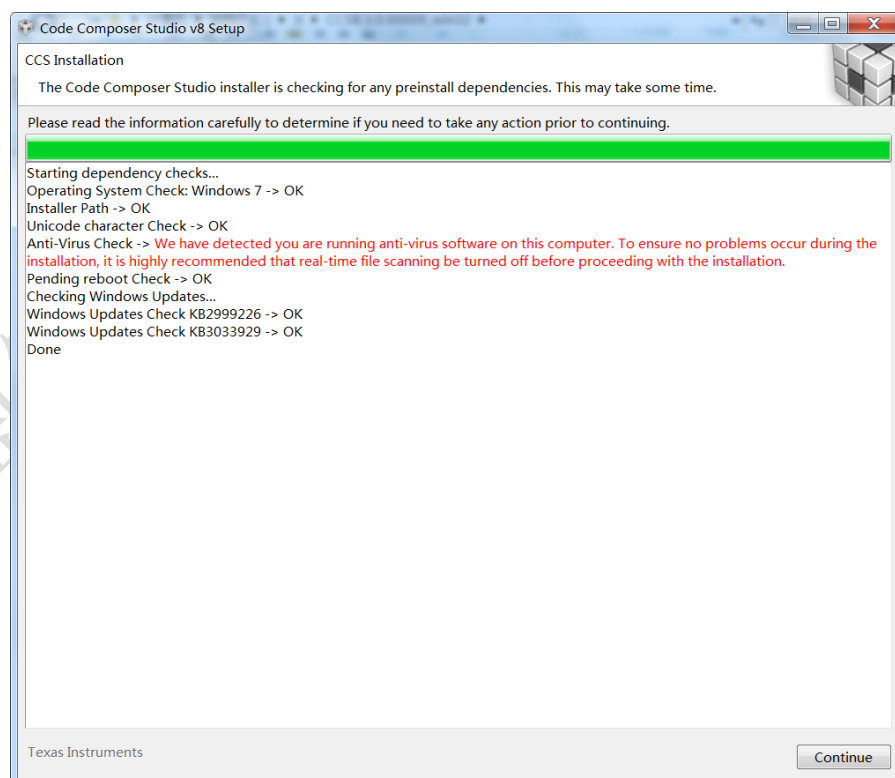 Code Composer Studio v8 Setup
CCS Installation
The Code Composer Studio installer is checking for any preinstall dependencies. This may take some time.
Please read the information carefully to determine if you need to take any action prior to continuing.
Starting dependency checks...
Operating System Check: Windows 7 -> OK
Installer Path -> OK
Unicode character Check -> OK
Anti-Virus Check -> We have detected you are running anti-virus software on this computer. To ensure no problems occur during the
installation, it is highly recommended that real-time file scanning be turned off before proceeding with the installation.
Pending reboot Check -> OK
Checking Windows Updates...
Windows Updates Check KB2999226 -> OK
Windows Updates Check KB3033929 -> OK
Done
Texas Instruments
Continue